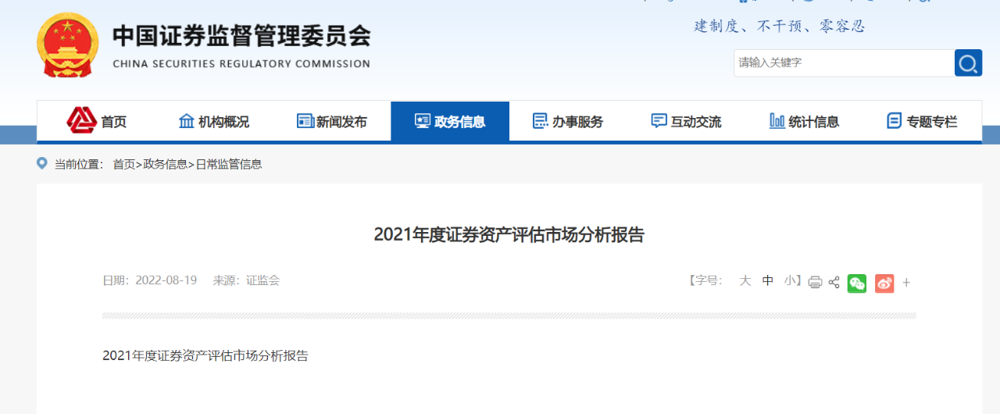 中国证券监督管理委员会
CHINA SECURITIES REGULATORY COMMISSION
建制度、不干预、零容忍
请输入关键字
首页 机构概况 新闻发布 政务信息 办事服务 互动交流 统计信息 专题专栏
当前位置： 首页>政务信息>日常监管信息
2021年度证券资产评估市场分析报告
日期：2022-08-19 来源：证监会 【字号： 大 中 小】
2021年度证券资产评估市场分析报告